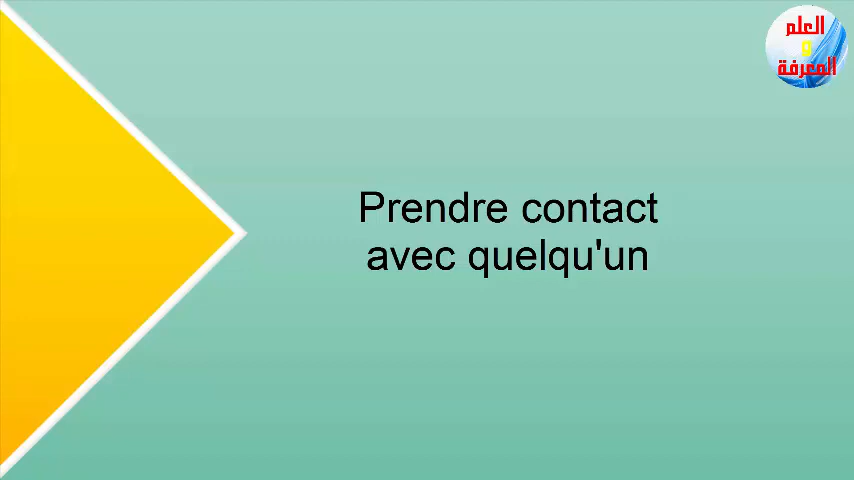 العلم
و
المعرفة
Prendre contact
avec quelqu'un